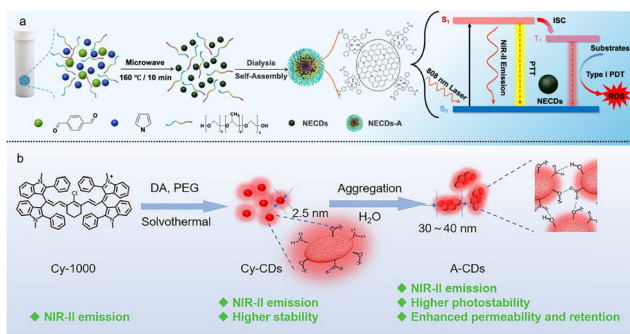 a
Microwave
160 ℃ / 10 min
Dialysis
Self-Assembly
NECDs
NECDs-A
808 nm Laser
S₁
ISC
T₁
NIR-II Emission
PTT
NECDs
Substrates
Type I PDT
ROS
S₀
b
DA, PEG
Solvothermal
2.5 nm
Aggregation
H₂O
30 ~ 40 nm
Cy-1000
Cy-CDs
A-CDs
NIR-II emission
NIR-II emission
Higher stability
NIR-II emission
Higher photostability
Enhanced permeability and retention